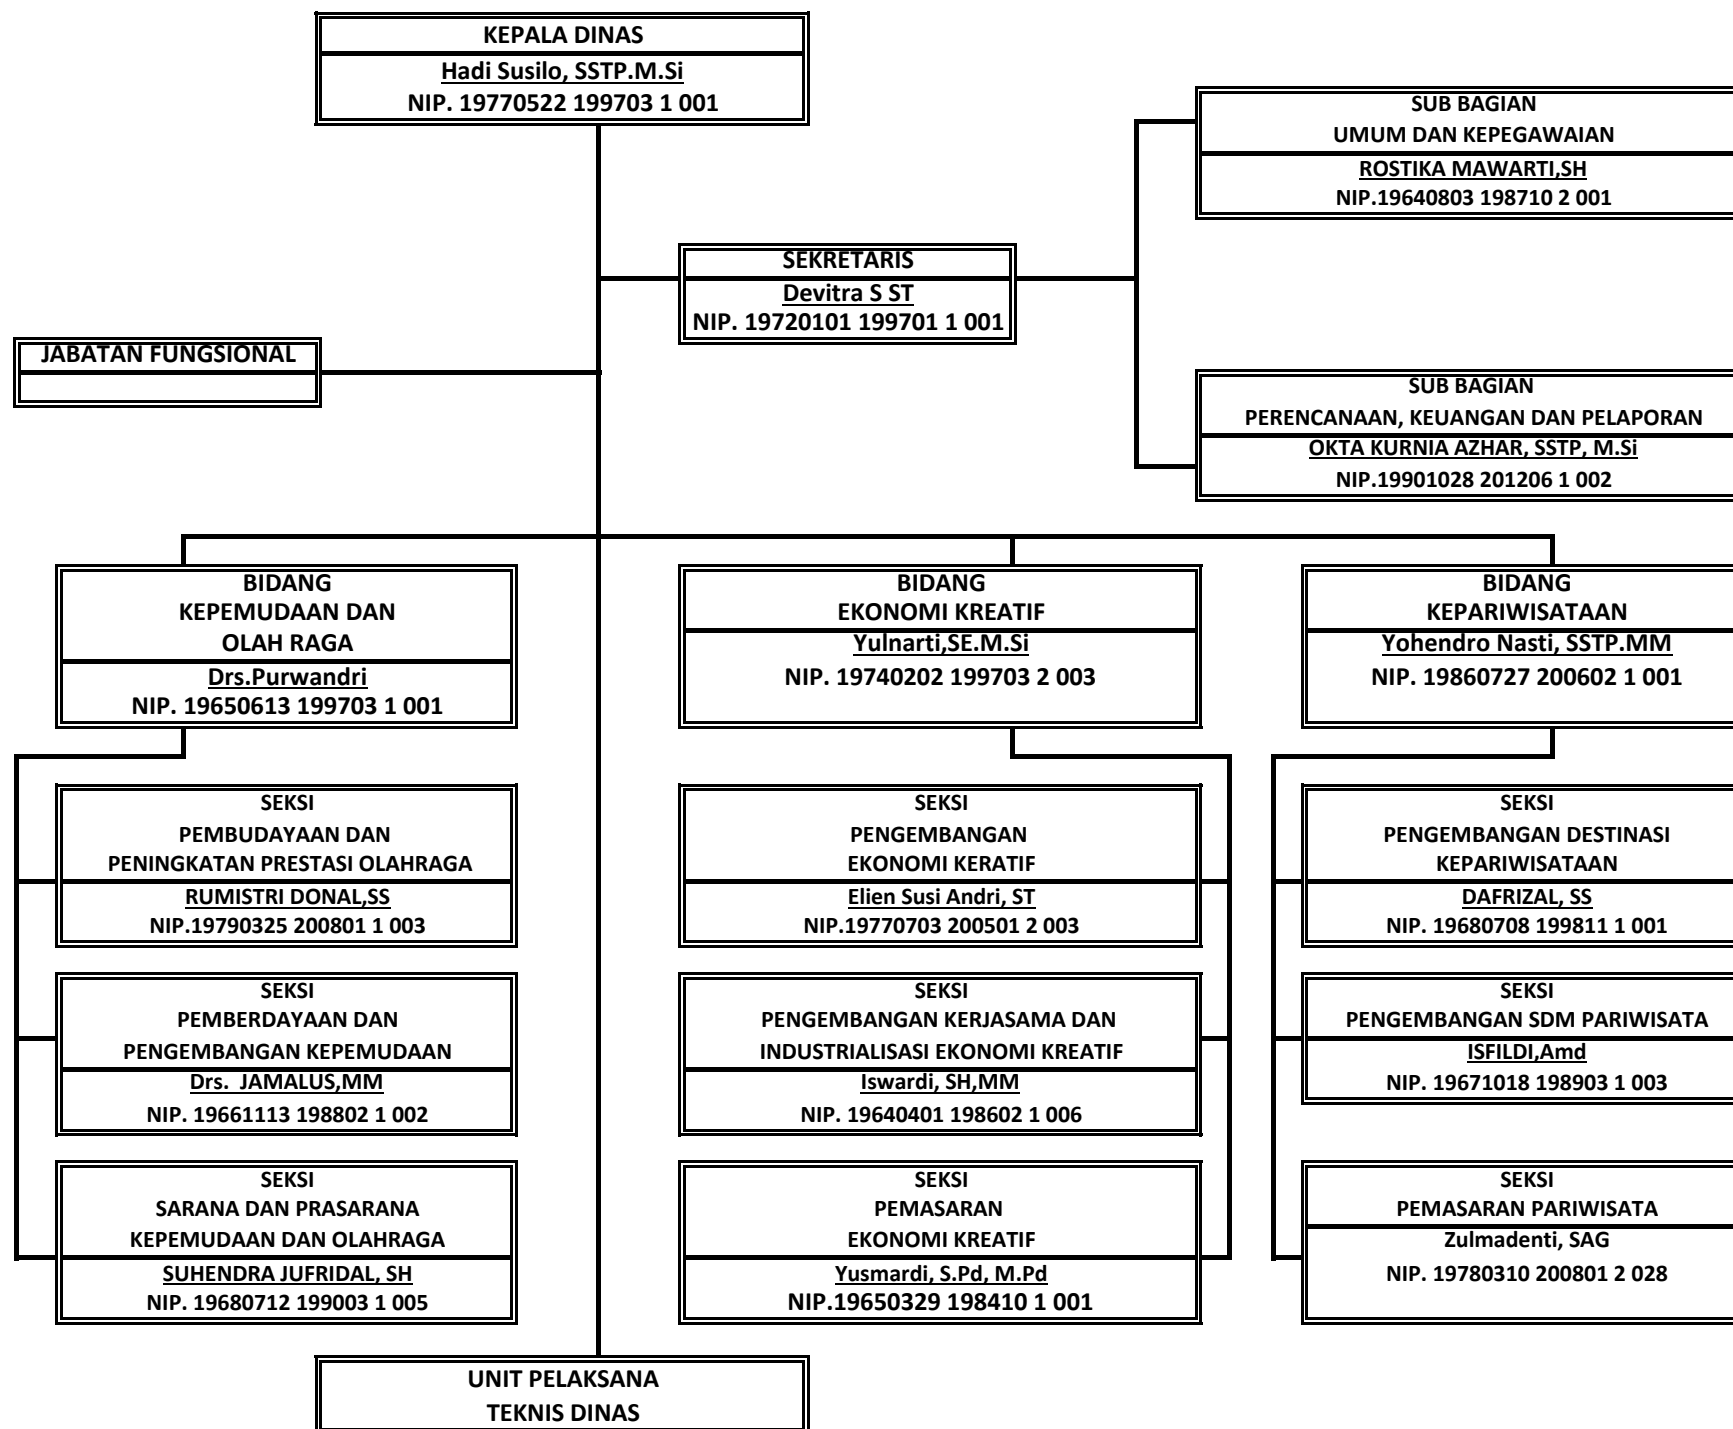 KEPALA DINAS
Hadi Susilo, SSTP.M.Si
NIP. 19770522 199703 1 001
SUB BAGIAN
UMUM DAN KEPEGAWAIAN
ROSTIKA MAWARTI,SH
NIP.19640803 198710 2 001
SEKRETARIS
Devitra S ST
NIP. 19720101 199701 1 001
JABATAN FUNGSIONAL
SUB BAGIAN
PERENCANAAN, KEUANGAN DAN PELAPORAN
OKTA KURNIA AZHAR, SSTP, M.Si
NIP.19901028 201206 1 002
BIDANG
KEPEMUDAAN DAN
OLAH RAGA
Drs.Purwandri
NIP. 19650613 199703 1 001
BIDANG
EKONOMI KREATIF
Yulnarti,SE.M.Si
NIP. 19740202 199703 2 003
BIDANG
KEPARIWISATAAN
Yohendro Nasti, SSTP.MM
NIP. 19860727 200602 1 001
SEKSI
PEMBUDAYAAN DAN
PENINGKATAN PRESTASI OLAHRAGA
RUMISTRI DONAL,SS
NIP.19790325 200801 1 003
SEKSI
PENGEMBANGAN
EKONOMI KERATIF
Elien Susi Andri, ST
NIP.19770703 200501 2 003
SEKSI
PENGEMBANGAN DESTINASI
KEPARIWISATAAN
DAFRIZAL, SS
NIP. 19680708 199811 1 001
SEKSI
PEMBERDAYAAN DAN
PENGEMBANGAN KEPEMUDAAN
Drs.  JAMALUS,MM
NIP. 19661113 198802 1 002
SEKSI
PENGEMBANGAN KERJASAMA DAN
INDUSTRIALISASI EKONOMI KREATIF
Iswardi, SH,MM
NIP. 19640401 198602 1 006
SEKSI
PENGEMBANGAN SDM PARIWISATA
ISFILDI,Amd
NIP. 19671018 198903 1 003
SEKSI
SARANA DAN PRASARANA
KEPEMUDAAN DAN OLAHRAGA
SUHENDRA JUFRIDAL, SH
NIP. 19680712 199003 1 005
SEKSI
PEMASARAN
EKONOMI KREATIF
Yusmardi, S.Pd, M.Pd
NIP.19650329 198410 1 001
SEKSI
PEMASARAN PARIWISATA
Zulmadenti, SAG
NIP. 19780310 200801 2 028
UNIT PELAKSANA
TEKNIS DINAS